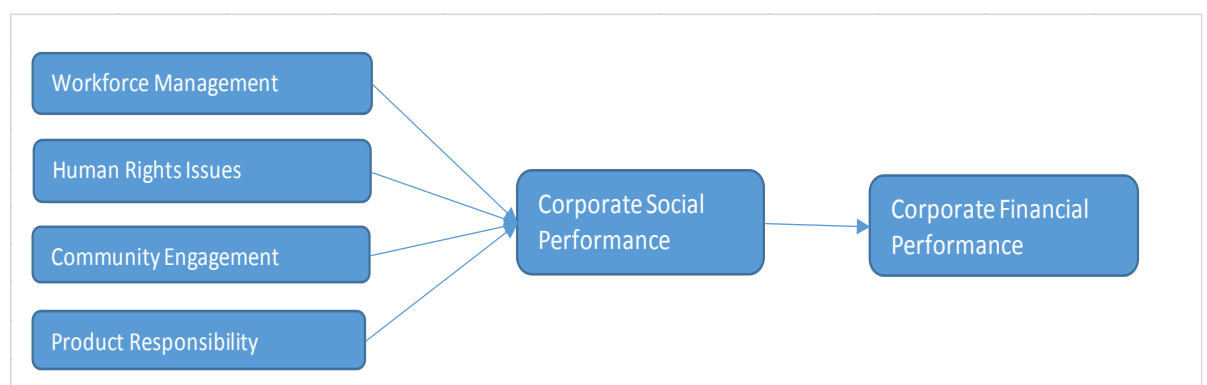 Workforce Management
Human Rights Issues
Community Engagement
Product Responsibility
Corporate Social
Performance
Corporate Financial
Performance